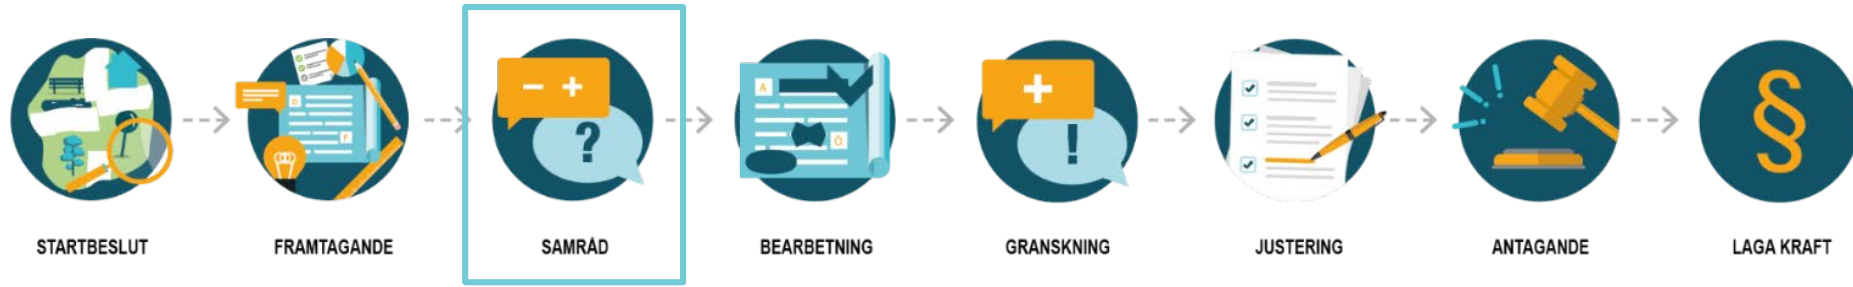 − +
?
D
P
A
Ö
+
!
§
STARTBESLUT
FRAMTAGANDE
SAMRÅD
BEARBETNING
GRANSKNING
JUSTERING
ANTAGANDE
LAGA KRAFT